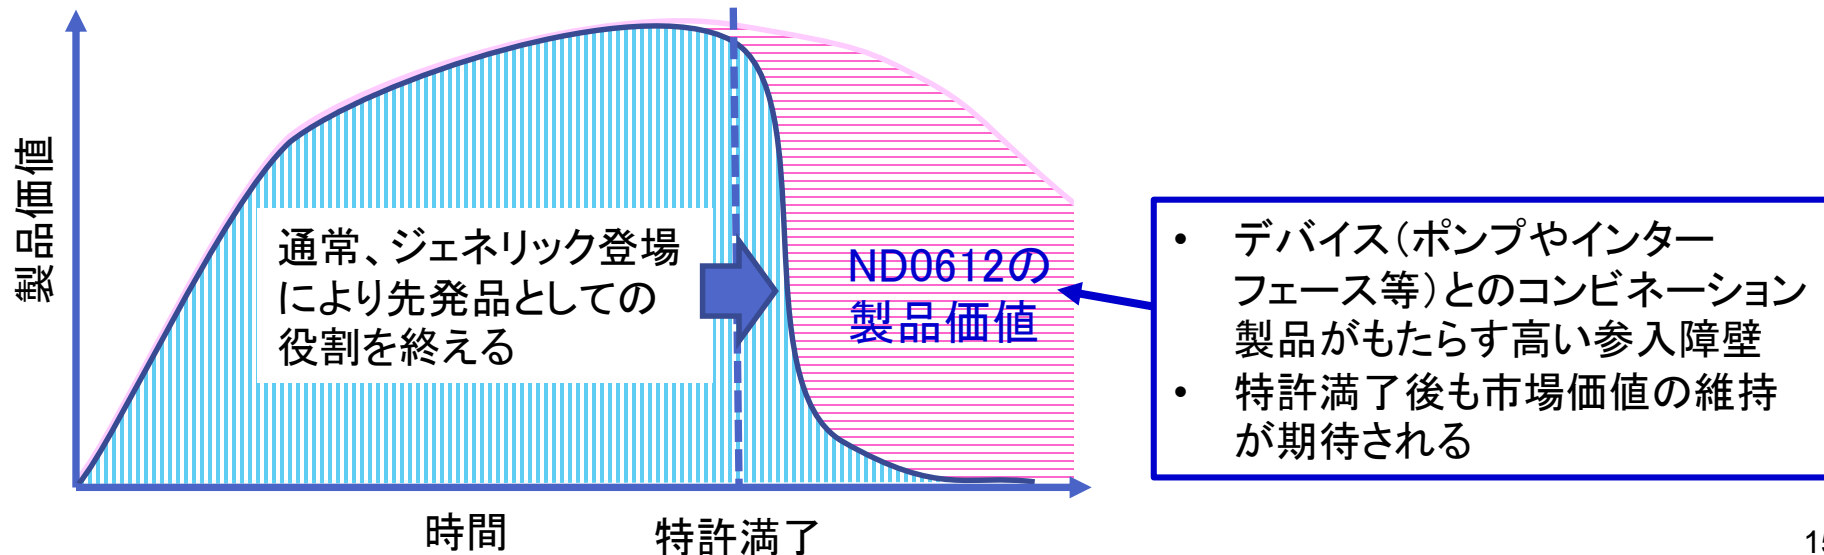 製品価値
通常、ジェネリック登場
により先発品としての
役割を終える
ND0612の
製品価値
• デバイス（ポンプやインター
フェース等）とのコンビネーション
製品がもたらす高い参入障壁
• 特許満了後も市場価値の維持
が期待される
時間
特許満了
15